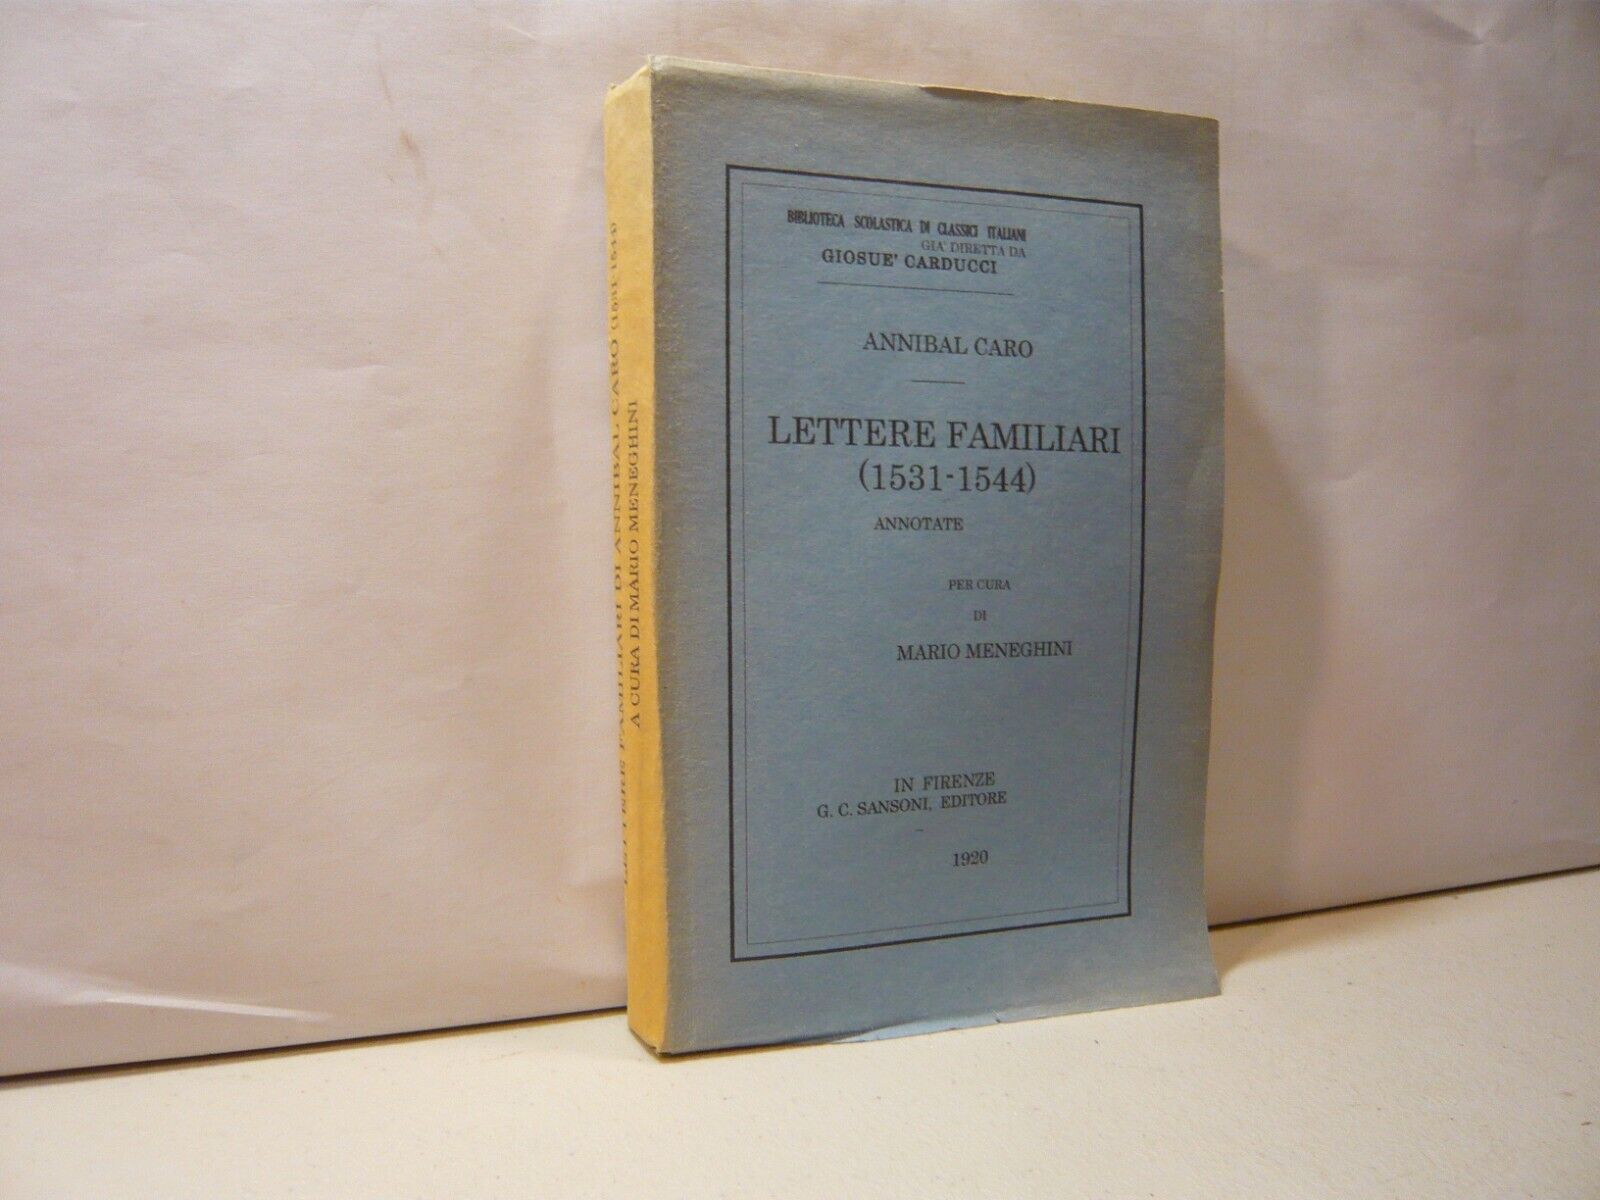 BIBLIOTECA SCOLASTICA DI CLASSICI ITALIANI
GIA' DIRETTA DA
GIOSUE' CARDUCCI
ANNIBAL CARO
LETTERE FAMILIARI
(1531-1544)
ANNOTATE
PER CURA
DI
MARIO MENEGHINI
IN FIRENZE
G. C. SANSONI, EDITORE
1920
LETTERE FAMILIARI DI ANNIBAL CARO (1531-1544)
A CURA DI MARIO MENEGHINI